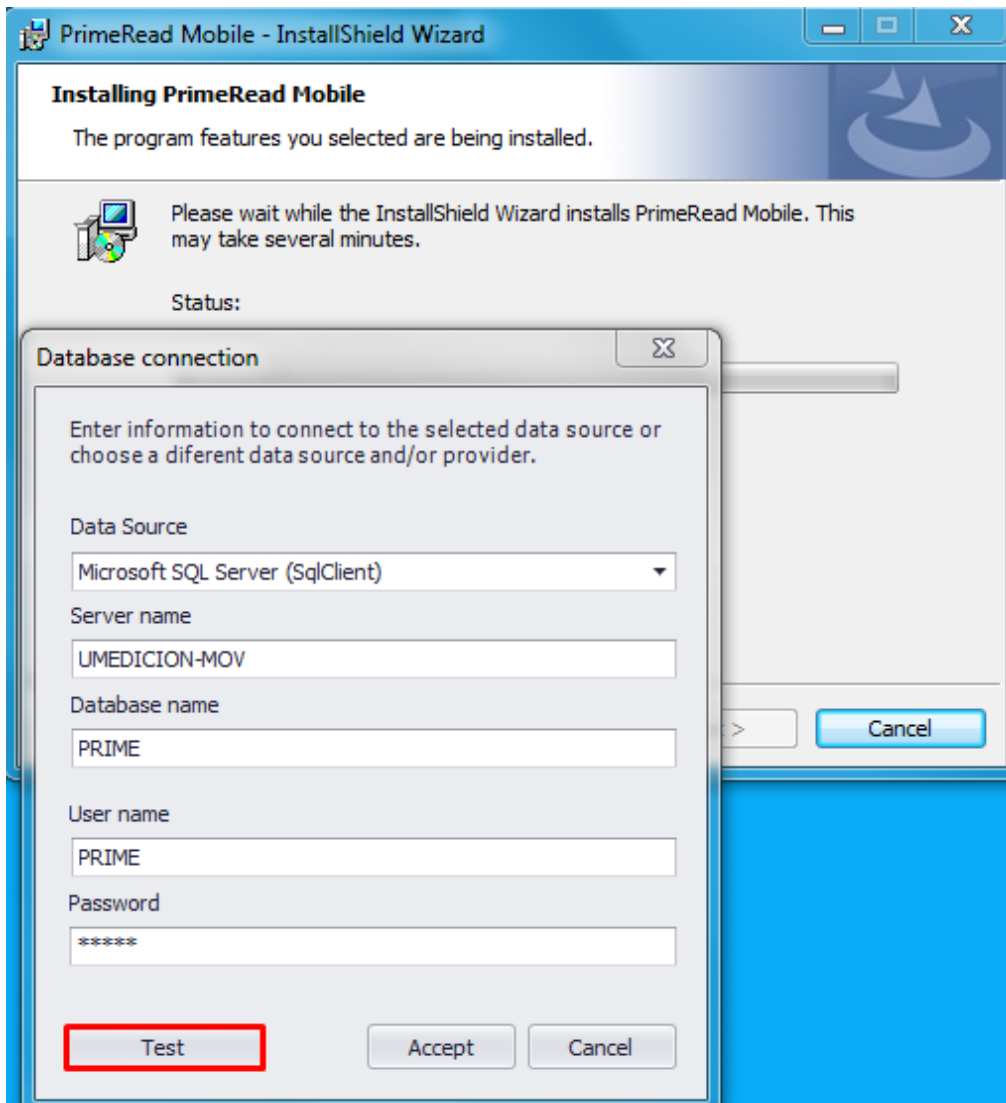 PrimeRead Mobile - InstallShield Wizard
Installing PrimeRead Mobile
The program features you selected are being installed.
Please wait while the InstallShield Wizard installs PrimeRead Mobile. This
may take several minutes.
Status:
Database connection
Enter information to connect to the selected data source or
choose a diferent data source and/or provider.
Data Source
Microsoft SQL Server (SqlClient)
Server name
UMEDICION-MOV
Database name
PRIME
> Cancel
User name
PRIME
Password
*****
Test Accept Cancel